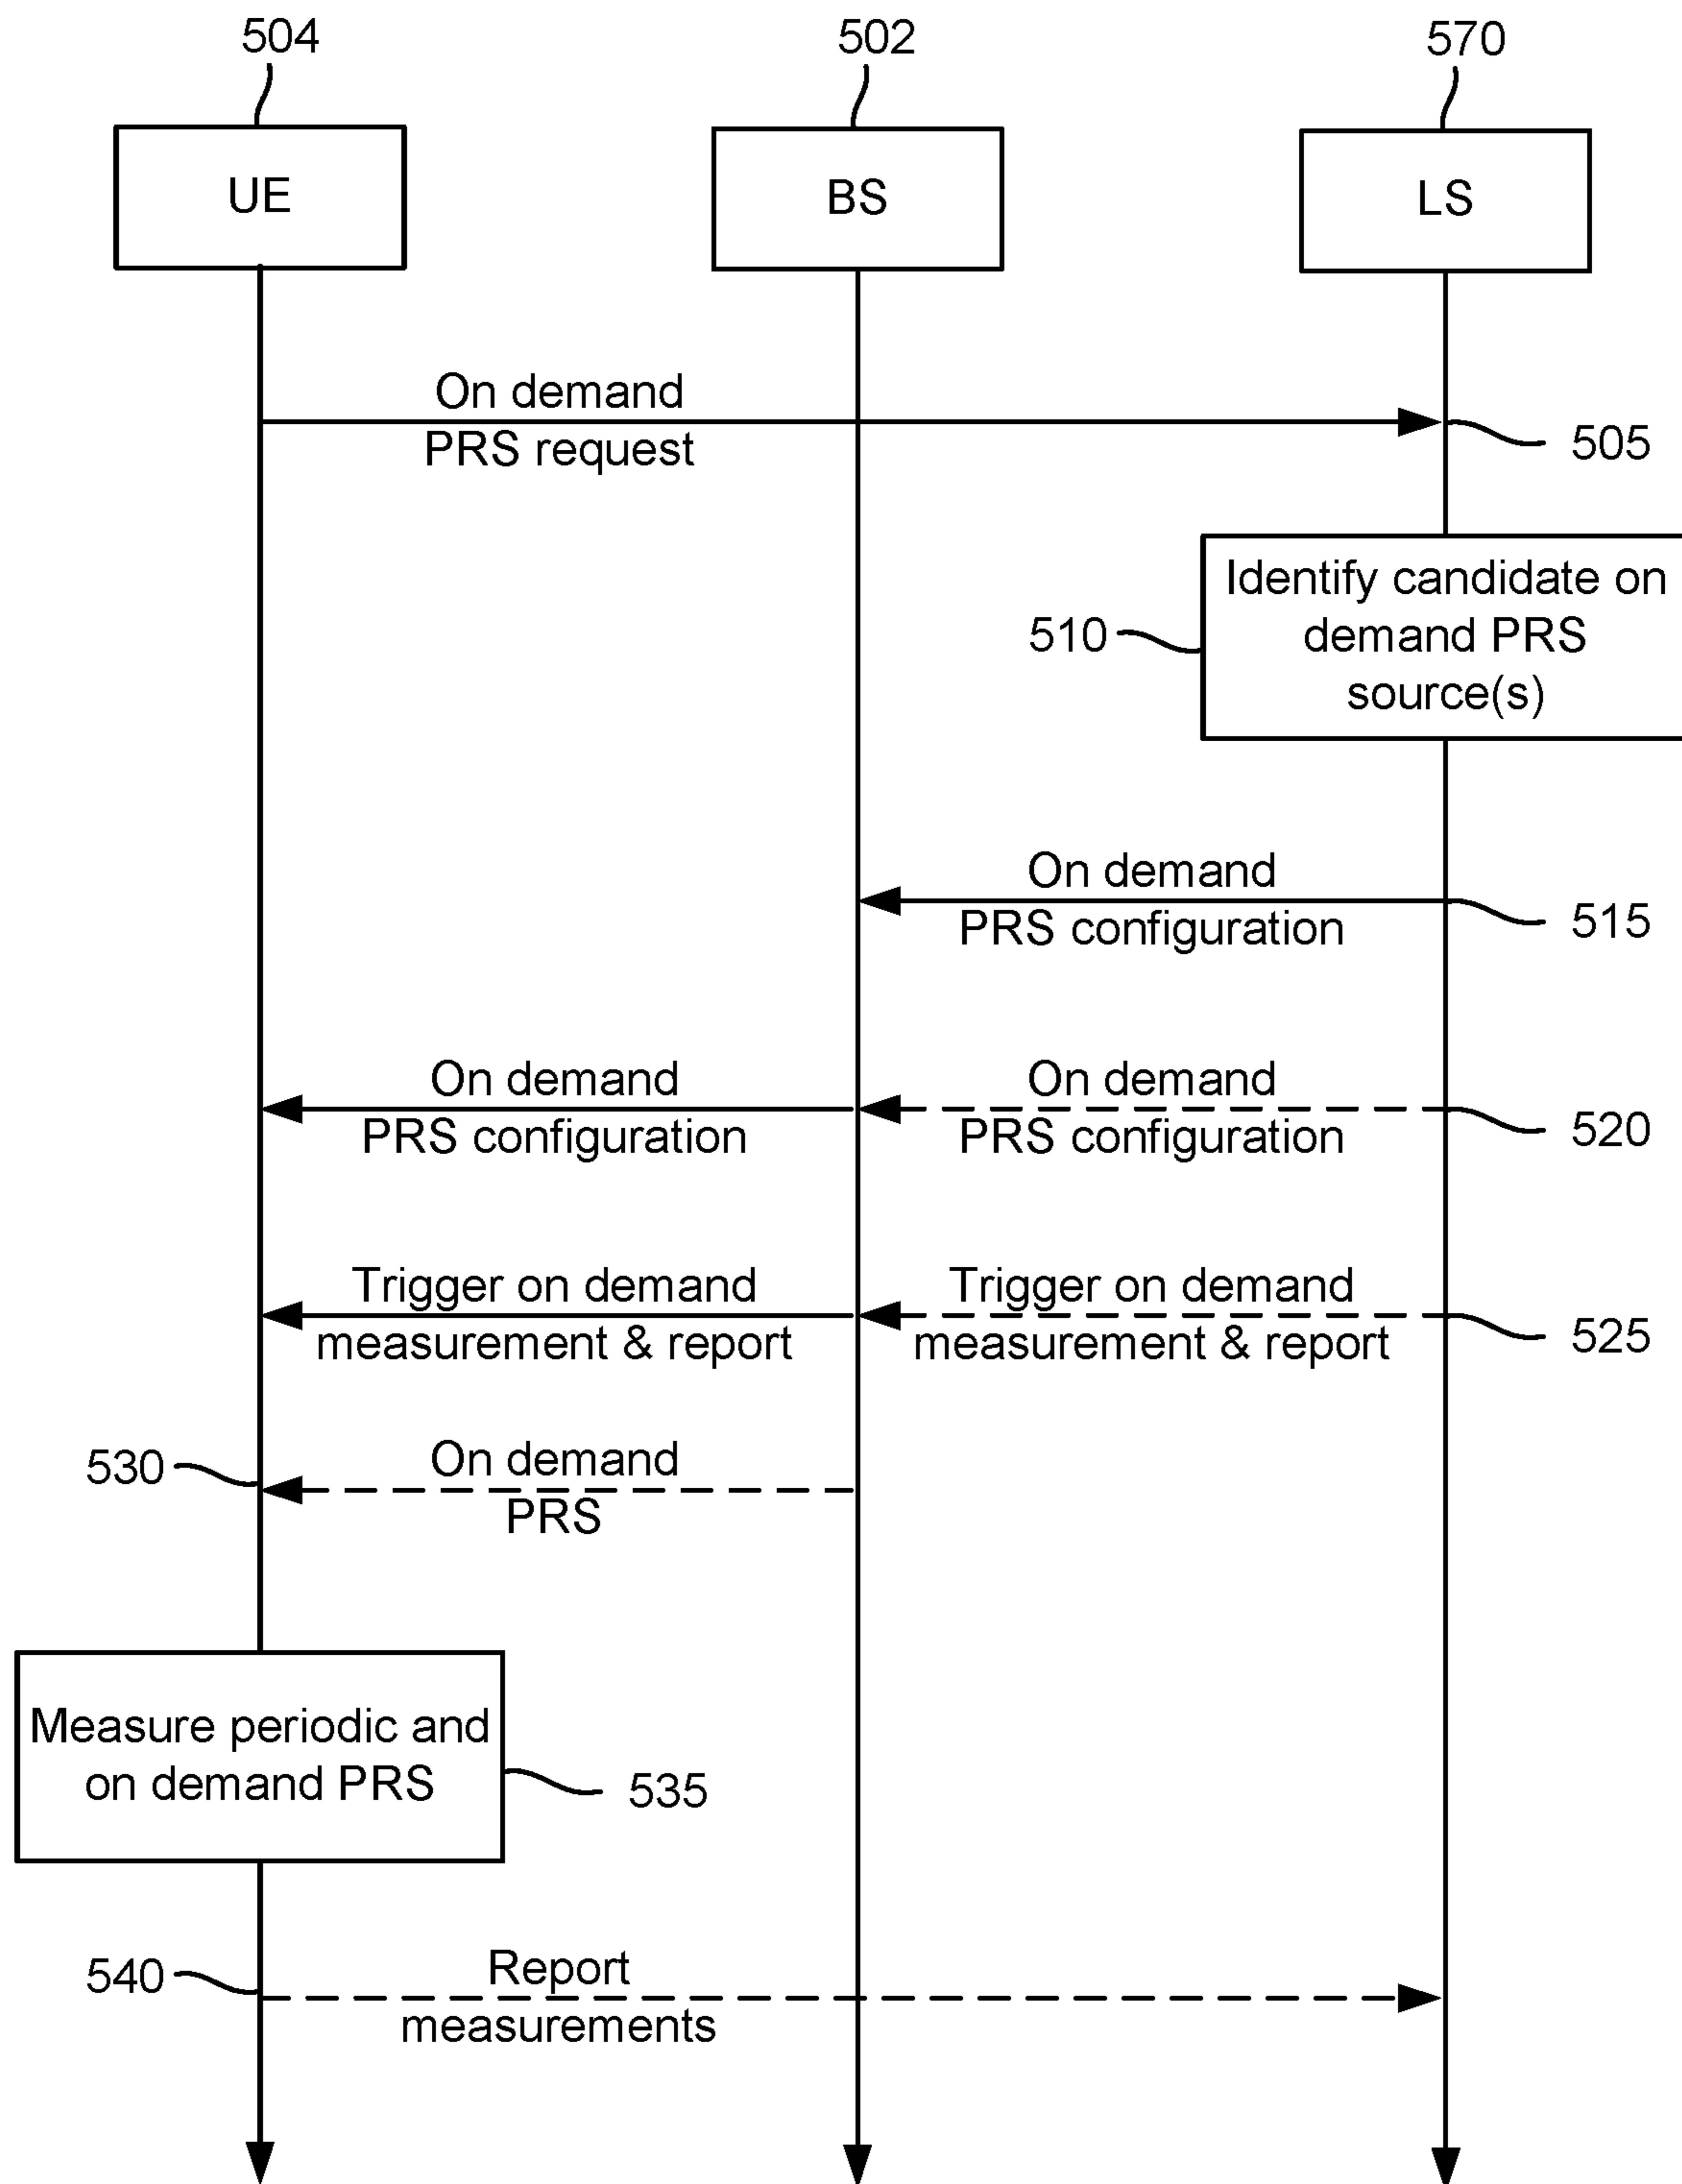 504
502
570
UE
BS
LS
On demand
PRS request
505
Identify candidate on
demand PRS
source(s)
510
On demand
PRS configuration
515
On demand
PRS configuration
On demand
PRS configuration
520
Trigger on demand
measurement & report
Trigger on demand
measurement & report
525
530
On demand
PRS
Measure periodic and
on demand PRS
535
540
Report
measurements